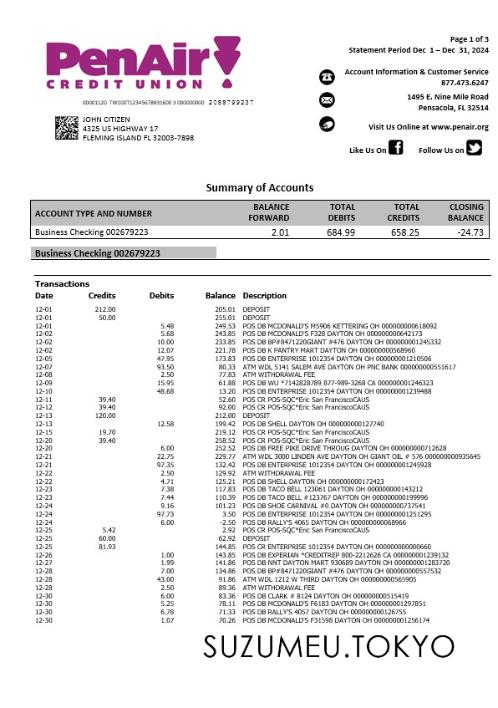 Page 1 of 3
Statement Period Dec 1 – Dec 31, 2024
PenAir
CREDIT UNION
Account Information & Customer Service
877.473.6247
1495 E. Nine Mile Road
Pensacola, FL 32514
Visit Us Online at www.penair.org
Like Us On Follow Us on
2088799237
JOHN CITIZEN
4325 US HIGHWAY 17
FLEMING ISLAND FL 32003-7898
Summary of Accounts
ACCOUNT TYPE AND NUMBER BALANCE FORWARD TOTAL DEBITS TOTAL CREDITS CLOSING BALANCE
Business Checking 002679223 2.01 684.99 658.25 -24.73
Business Checking 002679223
Transactions
Date Credits Debits Balance Description
12-01 212.00 205.01 DEPOSIT
12-01 50.00 255.01 DEPOSIT
12-01 5.48 249.53 POS DB MCDONALD'S M5906 KETTERING OH 000000000618092
12-02 5.68 243.85 POS DB MCDONALD'S F328 DAYTON OH 000000000642173
12-02 10.00 233.85 POS DB BP#8471220GIANT #476 DAYTON OH 000000001245332
12-02 12.07 221.78 POS DB K PANTRY MART DAYTON OH 000000000568960
12-05 47.95 173.83 POS DB ENTERPRISE 1012354 DAYTON OH 000000001210506
12-07 93.50 80.33 ATM WDL 5141 SALEM AVE DAYTON OH PNC BANK 000000000551617
12-08 2.50 77.83 ATM WITHDRAWAL FEE
12-09 15.95 61.88 POS DB WU *7142828789 877-989-3268 CA 000000001246323
12-10 48.68 13.20 POS DB ENTERPRISE 1012354 DAYTON OH 000000001239488
12-11 39.40 52.60 POS CR POS-SQC*Eric San FranciscoCAUS
12-12 39.40 92.00 POS CR POS-SQC*Eric San FranciscoCAUS
12-13 120.00 212.00 DEPOSIT
12-13 12.58 199.42 POS DB SHELL DAYTON OH 000000000127740
12-15 19.70 219.12 POS CR POS-SQC*Eric San FranciscoCAUS
12-20 39.40 258.52 POS CR POS-SQC*Eric San FranciscoCAUS
12-20 6.00 252.52 POS DB FREE PIKE DRIVE THROUG DAYTON OH 000000000712628
12-21 22.75 229.77 ATM WDL 3000 LINDEN AVE DAYTON OH GIANT OIL # 576 000000000935645
12-21 97.35 132.42 POS DB ENTERPRISE 1012354 DAYTON OH 000000001245928
12-22 2.50 129.92 ATM WITHDRAWAL FEE
12-22 4.71 125.21 POS DB SHELL DAYTON OH 000000000172423
12-23 7.38 117.83 POS DB TACO BELL 123061 DAYTON OH 000000000143212
12-23 7.44 110.39 POS DB TACO BELL #123767 DAYTON OH 000000000199996
12-24 9.16 101.23 POS DB SHOE CARNIVAL #0 DAYTON OH 000000000737541
12-24 97.73 3.50 POS DB ENTERPRISE 1012354 DAYTON OH 000000001251295
12-24 6.00 -2.50 POS DB RALLY'S 4065 DAYTON OH 000000000068966
12-25 5.42 2.92 POS CR POS-SQC*Eric San FranciscoCAUS
12-25 60.00 62.92 DEPOSIT
12-25 81.93 144.85 POS CR ENTERPRISE 1012354 DAYTON OH 000000000006660
12-26 1.00 143.85 POS DB EXPERIAN *CREDITREP 800-2212626 CA 000000001239132
12-27 1.99 141.86 POS DB NNT DAYTON MART 930689 DAYTON OH 000000001283720
12-28 7.00 134.86 POS DB BP#8471220GIANT #476 DAYTON OH 000000000557532
12-28 43.00 91.86 ATM WDL 1212 W THIRD DAYTON OH 000000000565905
12-28 2.50 89.36 ATM WITHDRAWAL FEE
12-30 6.00 83.36 POS DB CLARK # 8124 DAYTON OH 000000000515419
12-30 5.25 78.11 POS DB MCDONALD'S F6183 DAYTON OH 000000001297851
12-30 6.78 71.33 POS DB RALLY'S 4057 DAYTON OH 000000000126755
12-30 1.07 70.26 POS DB MCDONALD'S F31598 DAYTON OH 000000001256174
SUZUMEU.TOKYO